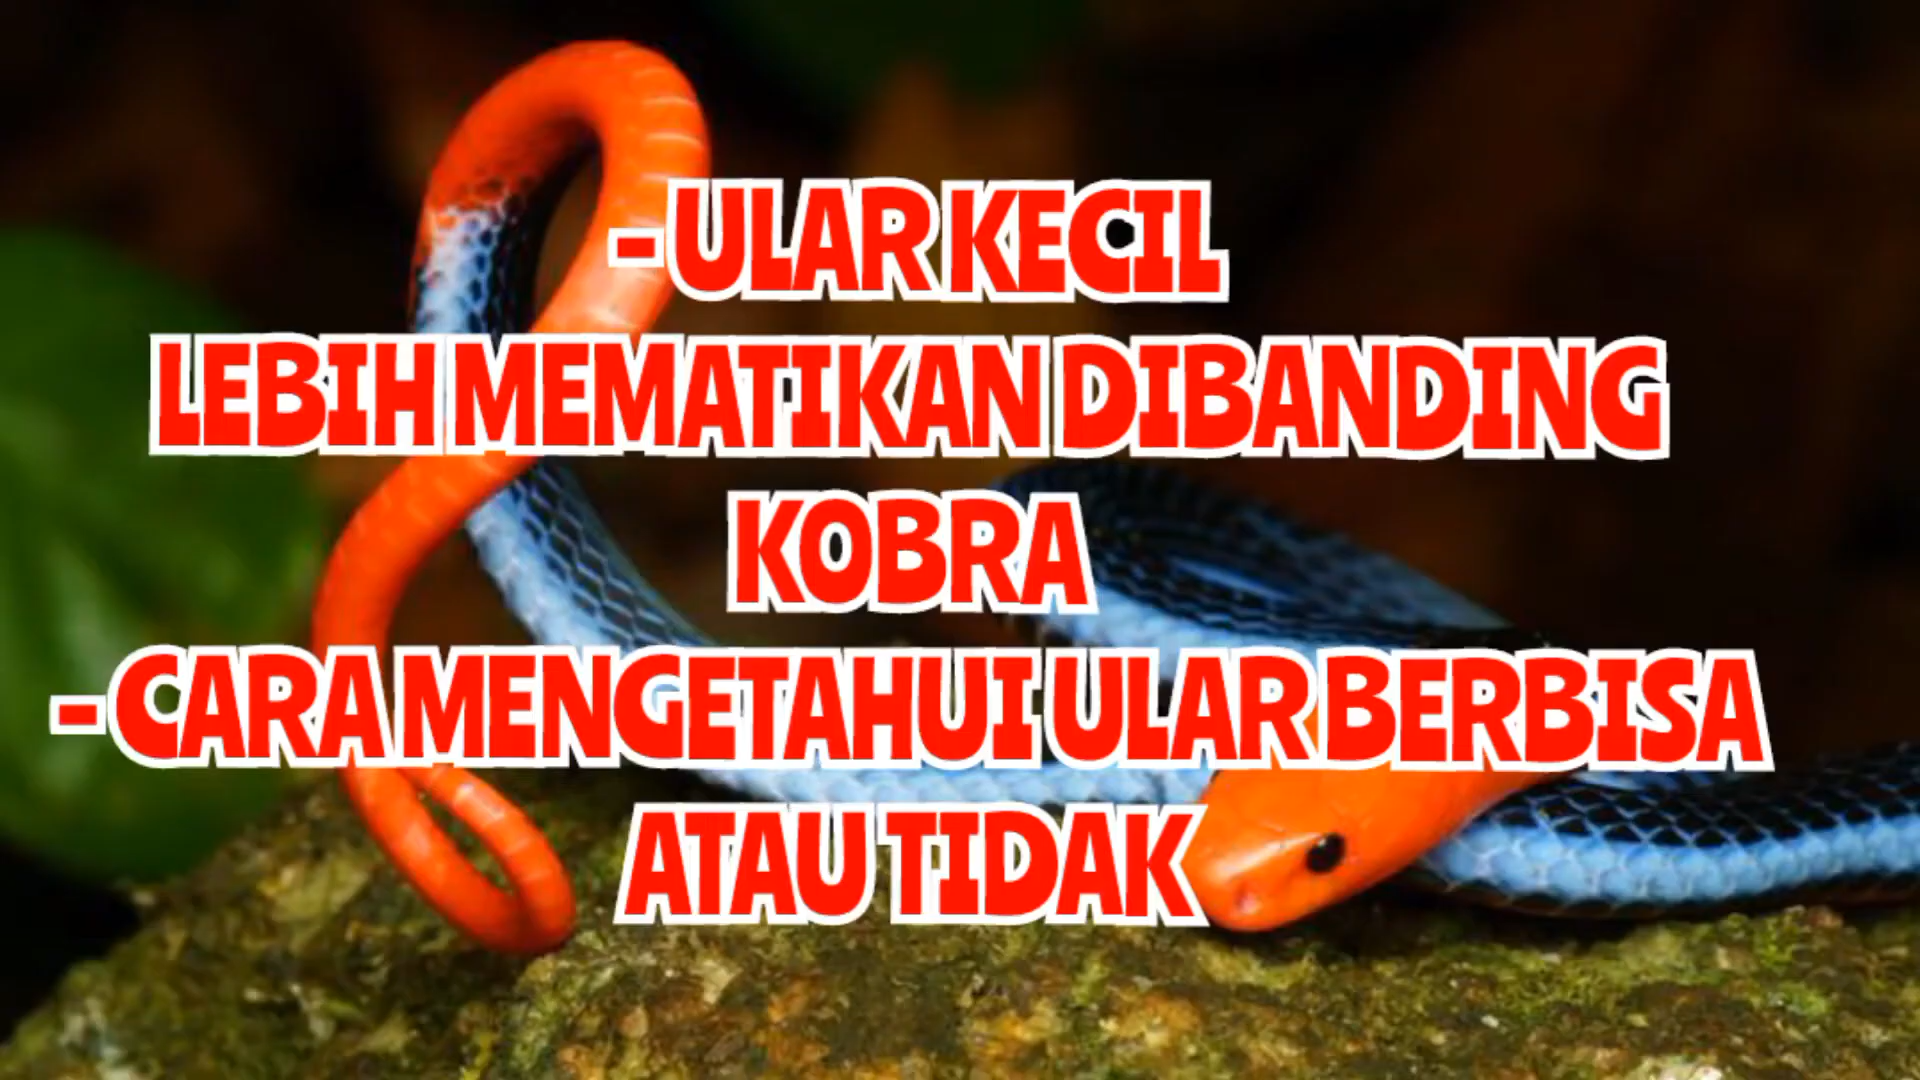 - ULAR KECIL
LEBIH MEMATIKAN DIBANDING
KOBRA
- CARA MENGETAHUI ULAR BERBISA
ATAU TIDAK